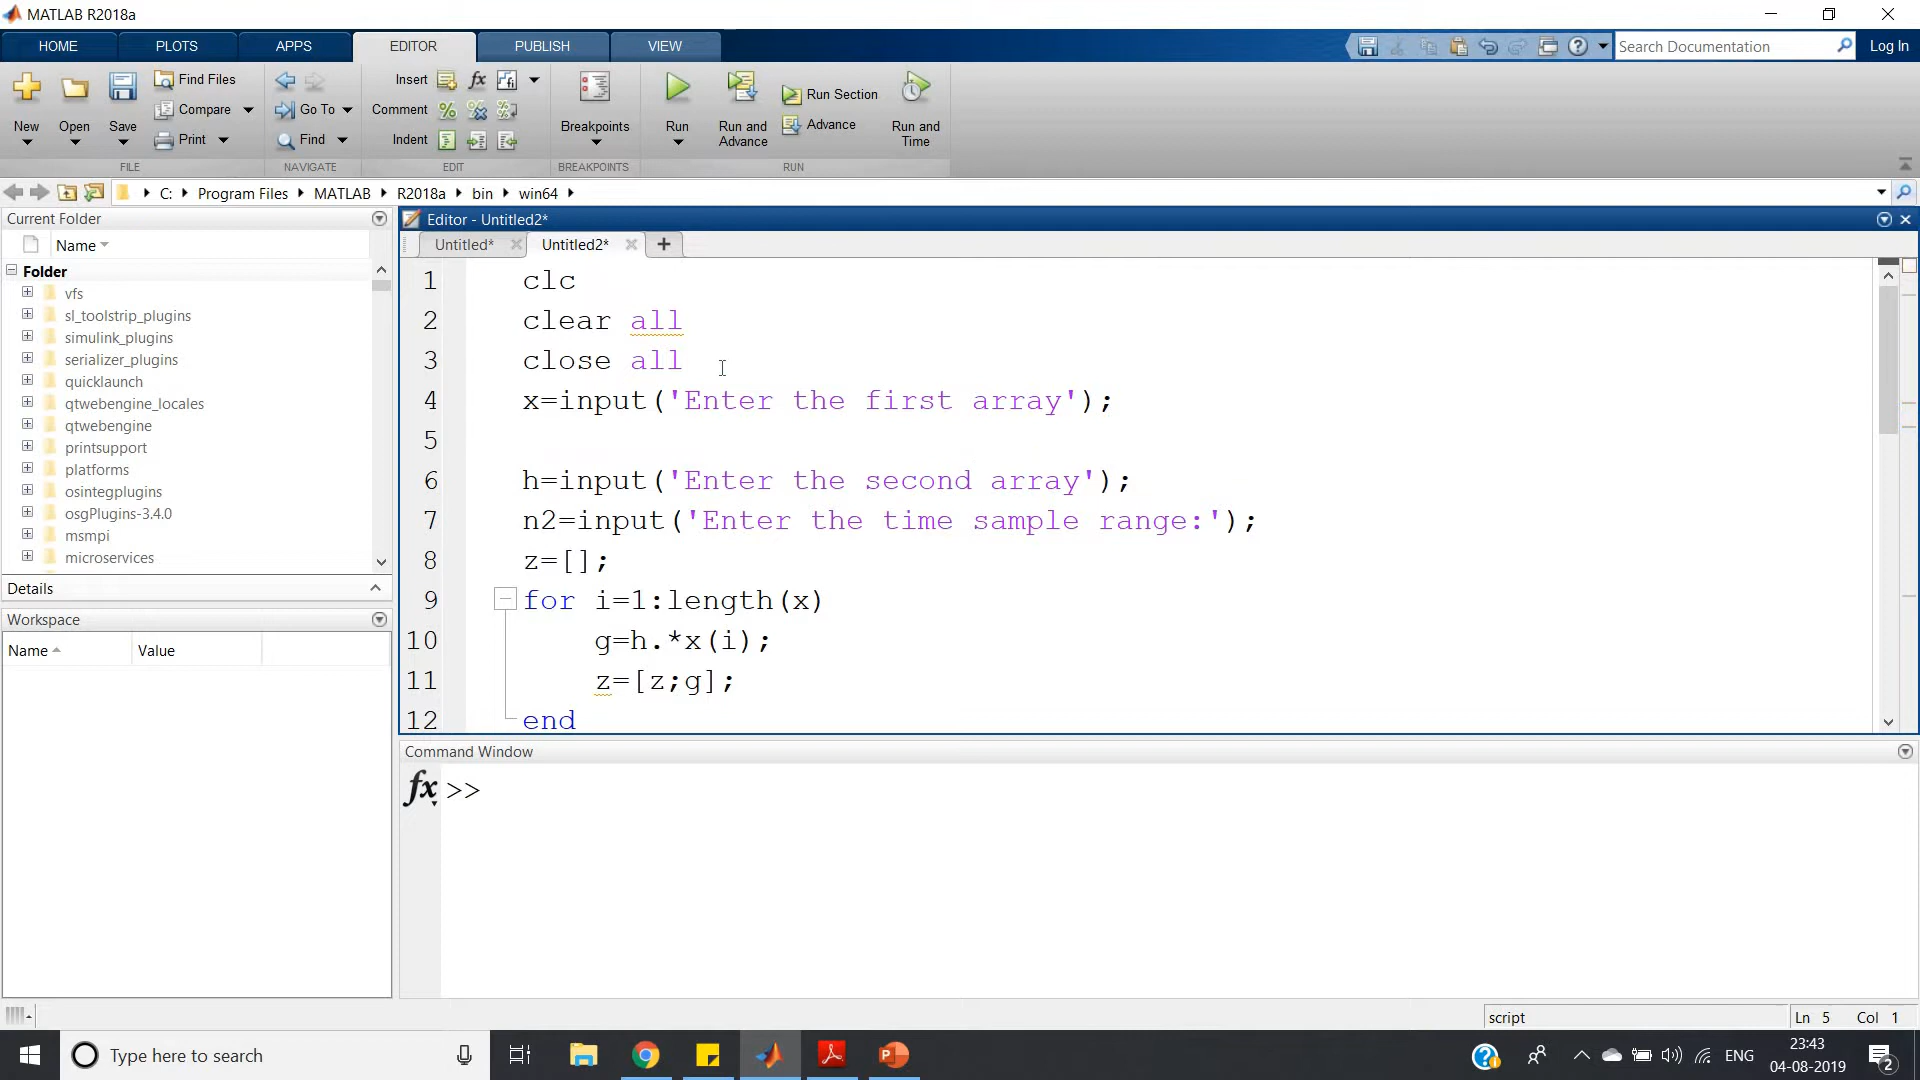 MATLAB R2018a
HOME PLOTS APPS EDITOR PUBLISH VIEW
Search Documentation Log In
New Open Save
Find Files
Compare
Print
Go To
Find
Insert fx
Comment
Indent
Breakpoints
Run
Run and Advance
Run Section
Advance
Run and Time
FILE NAVIGATE EDIT BREAKPOINTS RUN
C: Program Files MATLAB R2018a bin win64
Current Folder
Name
Folder
vfs
sl_toolstrip_plugins
simulink_plugins
serializer_plugins
quicklaunch
qtwebengine_locales
qtwebengine
printsupport
platforms
osintegplugins
osgPlugins-3.4.0
msmpi
microservices
Details
Workspace
Name Value
Editor - Untitled2*
Untitled* Untitled2*
1 clc
2 clear all
3 close all
4 x=input('Enter the first array');
5
6 h=input('Enter the second array');
7 n2=input('Enter the time sample range:');
8 z=[];
9 for i=1:length(x)
10 g=h.*x(i);
11 z=[z;g];
12 end
Command Window
fx >>
script Ln 5 Col 1
Type here to search
ENG
23:43
04-08-2019
2